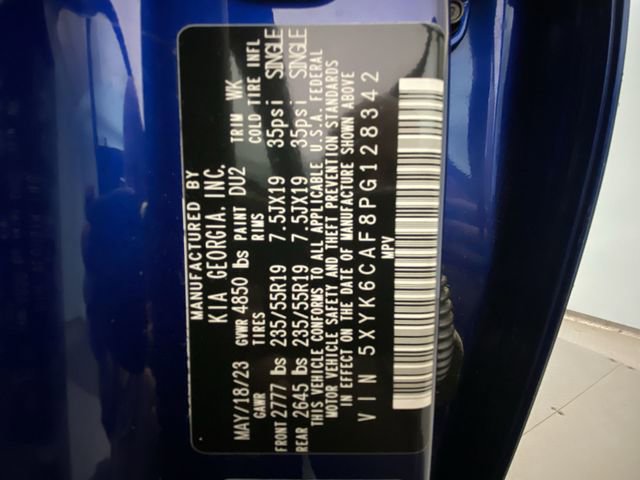 MANUFACTURED BY
KIA GEORGIA, INC.
MAY/18/23 GVWR 4850 lbs PAINT DU2 TRIM WK
GAWR TIRES RIMS COLD TIRE INFL
FRONT 2777 lbs 235/55R19 7.5JX19 35psi SINGLE
REAR 2645 lbs 235/55R19 7.5JX19 35psi SINGLE
THIS VEHICLE CONFORMS TO ALL APPLICABLE U.S.A. FEDERAL
MOTOR VEHICLE SAFETY AND THEFT PREVENTION STANDARDS
IN EFFECT ON THE DATE OF MANUFACTURE SHOWN ABOVE
VIN 5XYK6CAF8PG128342
MPV